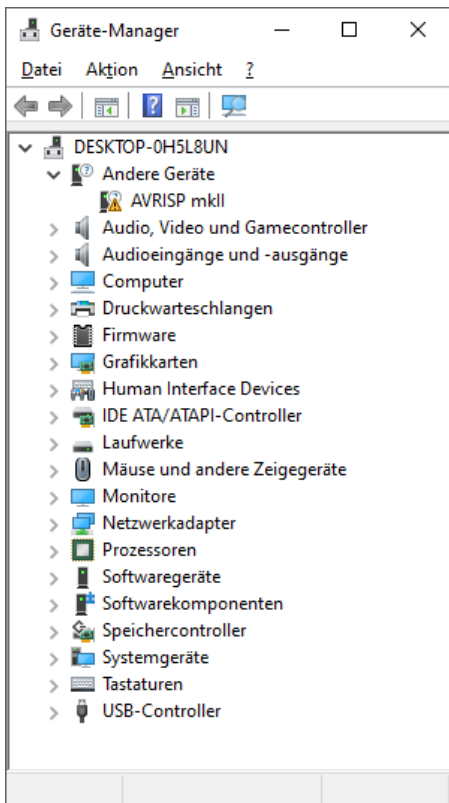 Geräte-Manager
Datei Aktion Ansicht ?
DESKTOP-0H5L8UN
Andere Geräte
AVRISP mkII
Audio, Video und Gamecontroller
Audioeingänge und -ausgänge
Computer
Druckwarteschlangen
Firmware
Grafikkarten
Human Interface Devices
IDE ATA/ATAPI-Controller
Laufwerke
Mäuse und andere Zeigegeräte
Monitore
Netzwerkadapter
Prozessoren
Softwaregeräte
Softwarekomponenten
Speichercontroller
Systemgeräte
Tastaturen
USB-Controller